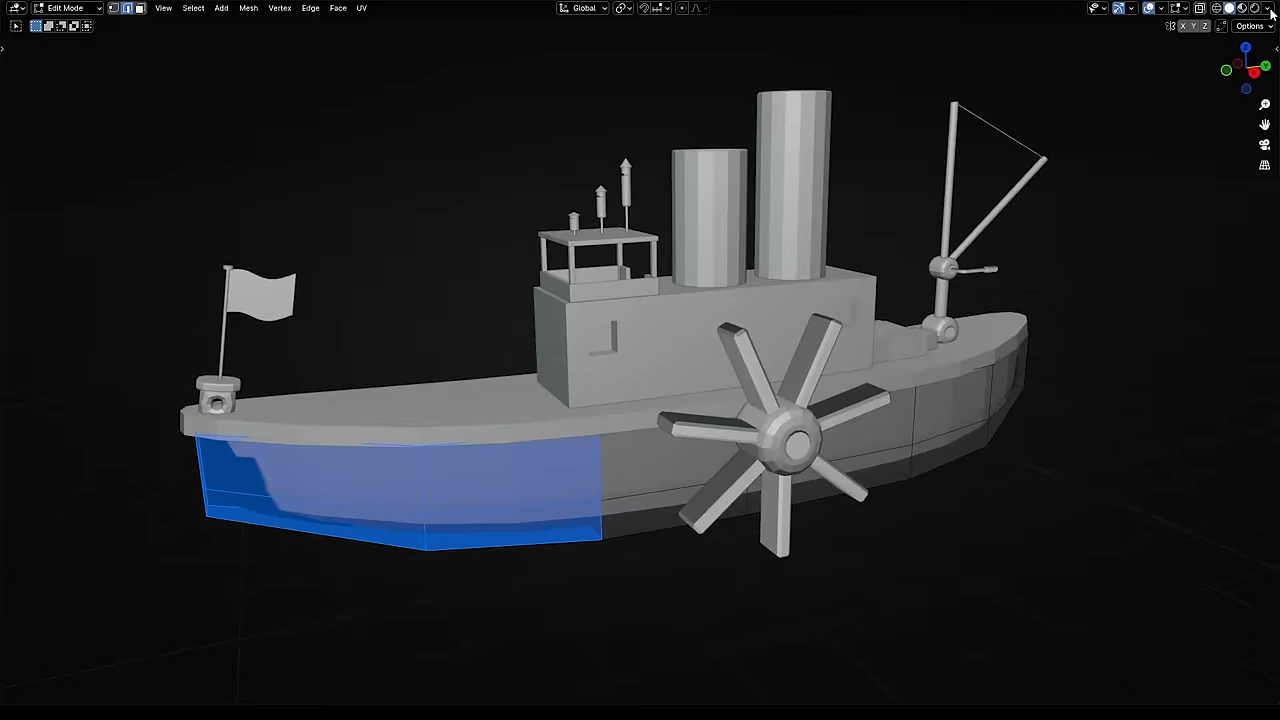 Edit Mode View Select Add Mesh Vertex Edge Face UV Global
X Y Z Options
Z
Y
X